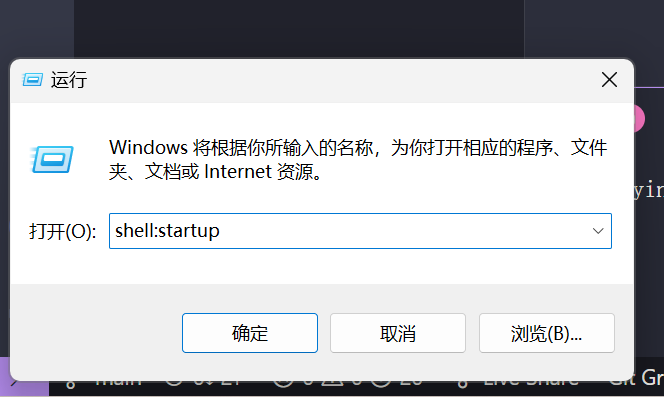 运行
Windows 将根据你所输入的名称，为你打开相应的程序、文件
夹、文档或 Internet 资源。
打开(O): shell:startup
确定 取消 浏览(B)...